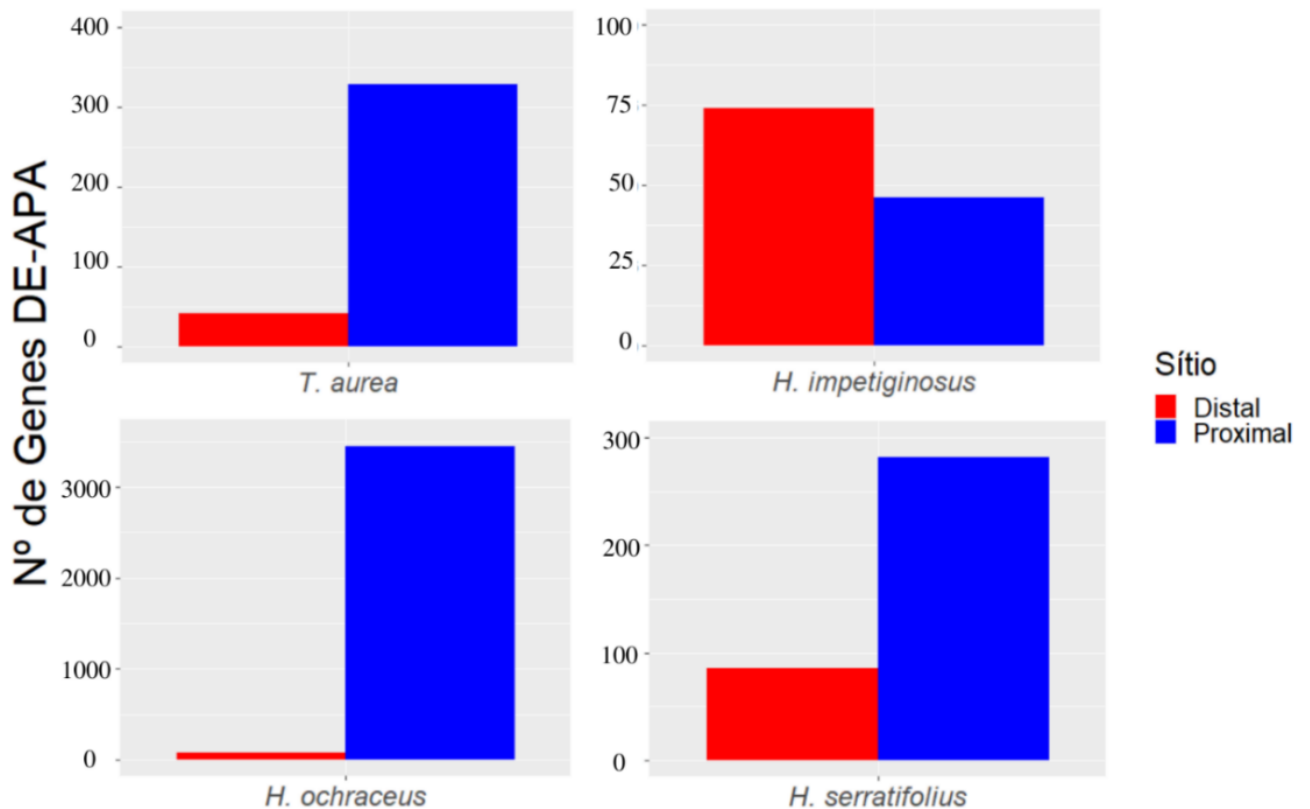 Nº de Genes DE-APA
400
300
200
100
0
T. aurea
100
75
50
25
0
H. impetiginosus
3000
2000
1000
0
H. ochraceus
300
200
100
0
H. serratifolius
Sítio
Distal
Proximal